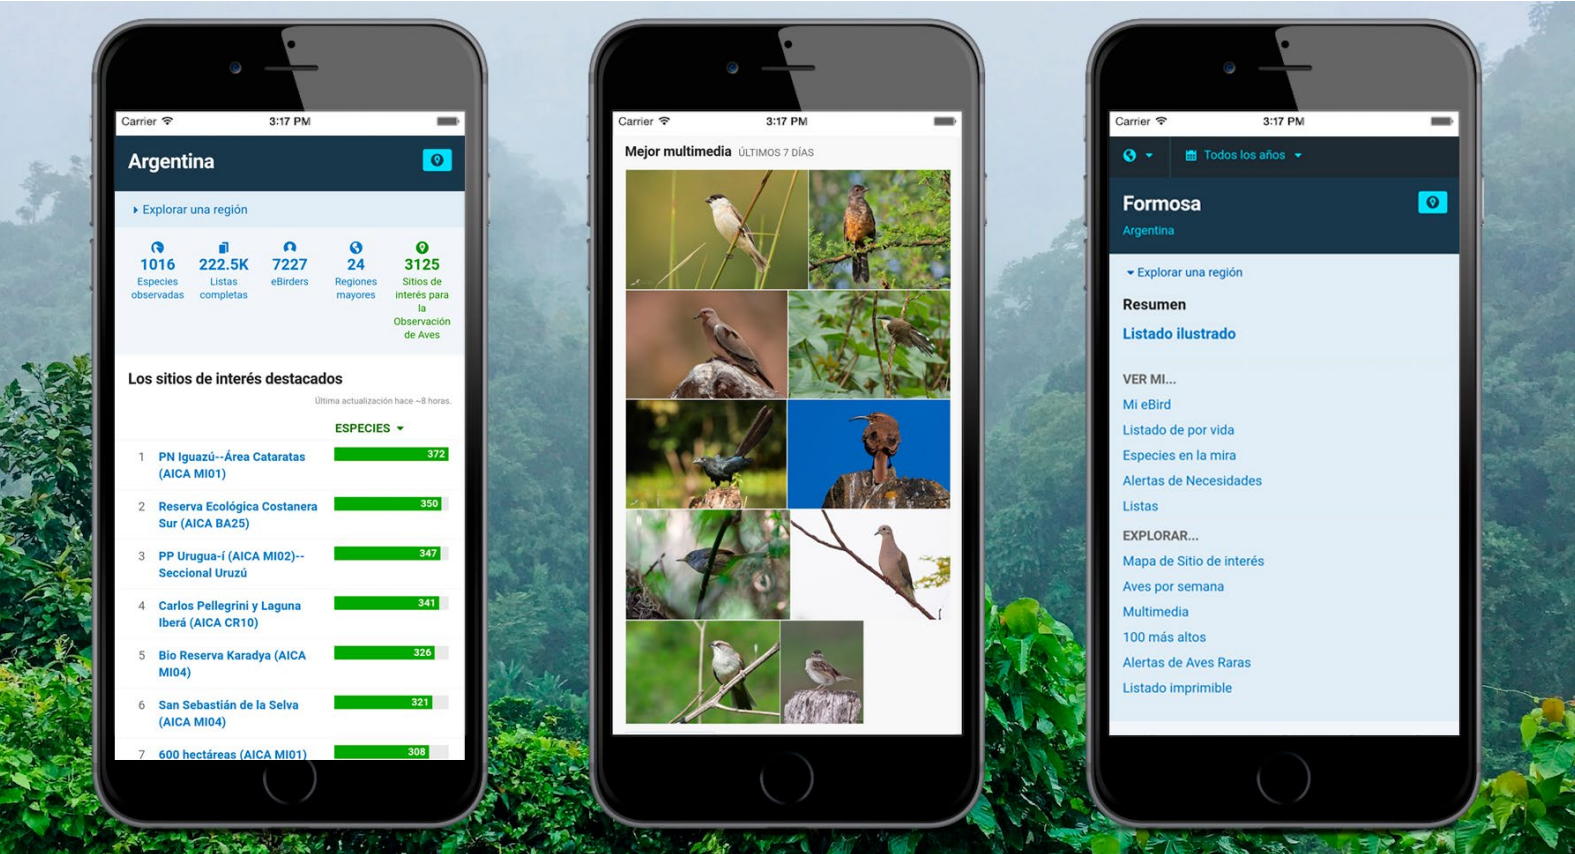 Carrier
3:17 PM
Argentina
Explorar una región
1016
Especies
observadas
222.5K
Listas
completas
7227
eBirders
24
Regiones
mayores
3125
Sitios de
interés para
la
Observación
de Aves
Los sitios de interés destacados
Última actualización hace ~8 horas.
ESPECIES
1 PN Iguazú--Área Cataratas 372
(AICA MI01)
2 Reserva Ecológica Costanera 350
Sur (AICA BA25)
3 PP Urugua-í (AICA MI02)-- 347
Seccional Uruzú
4 Carlos Pellegrini y Laguna 341
Iberá (AICA CR10)
5 Bio Reserva Karadya (AICA 326
MI04)
6 San Sebastián de la Selva 321
(AICA MI04)
7 600 hectáreas (AICA MI01) 308
Carrier
3:17 PM
Mejor multimedia ÚLTIMOS 7 DÍAS
Carrier
3:17 PM
Todos los años
Formosa
Argentina
Explorar una región
Resumen
Listado ilustrado
VER MI...
Mi eBird
Listado de por vida
Especies en la mira
Alertas de Necesidades
Listas
EXPLORAR...
Mapa de Sitio de interés
Aves por semana
Multimedia
100 más altos
Alertas de Aves Raras
Listado imprimible